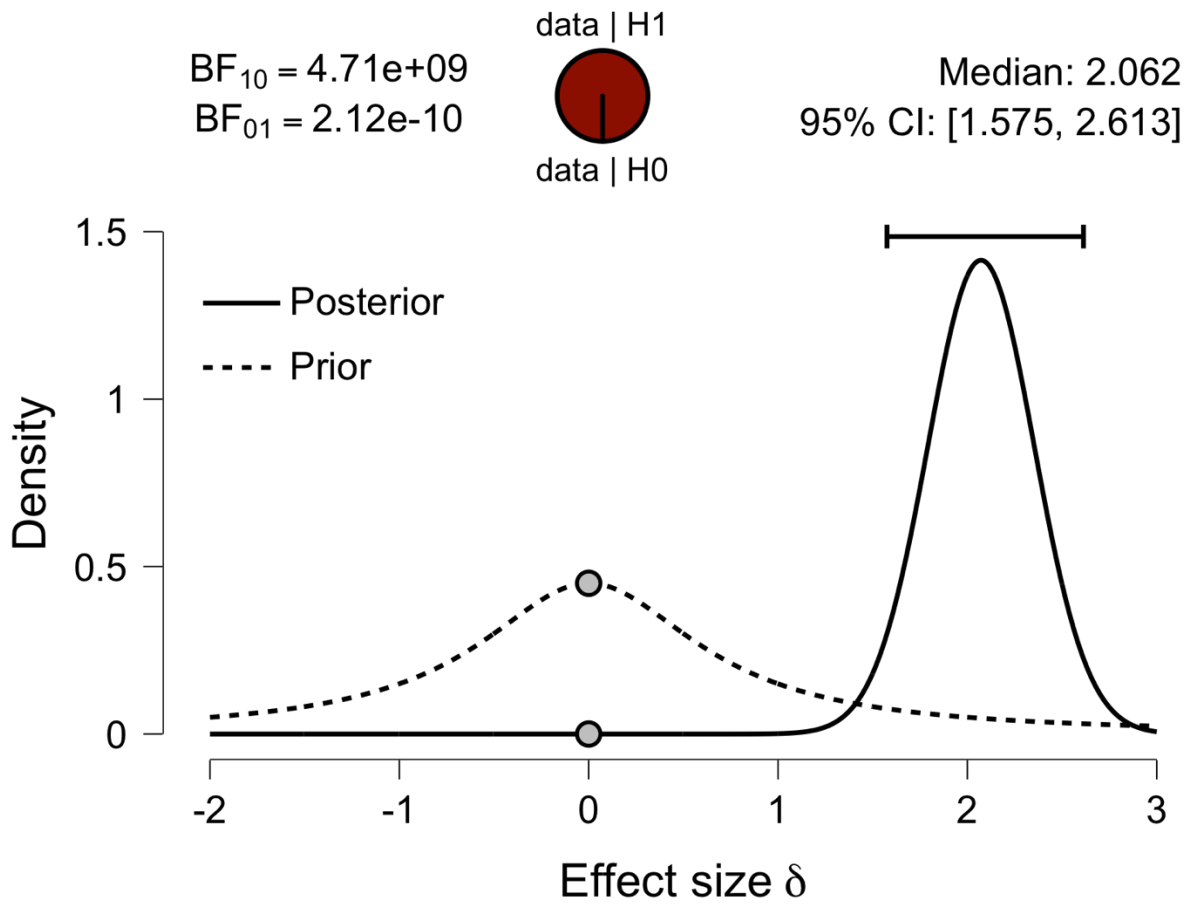 data | H1
BF₁₀ = 4.71e+09
BF₀₁ = 2.12e-10
data | H0
Median: 2.062
95% CI: [1.575, 2.613]
1.5
1
0.5
0
Density
Posterior
Prior
-2
-1
0
1
2
3
Effect size δ